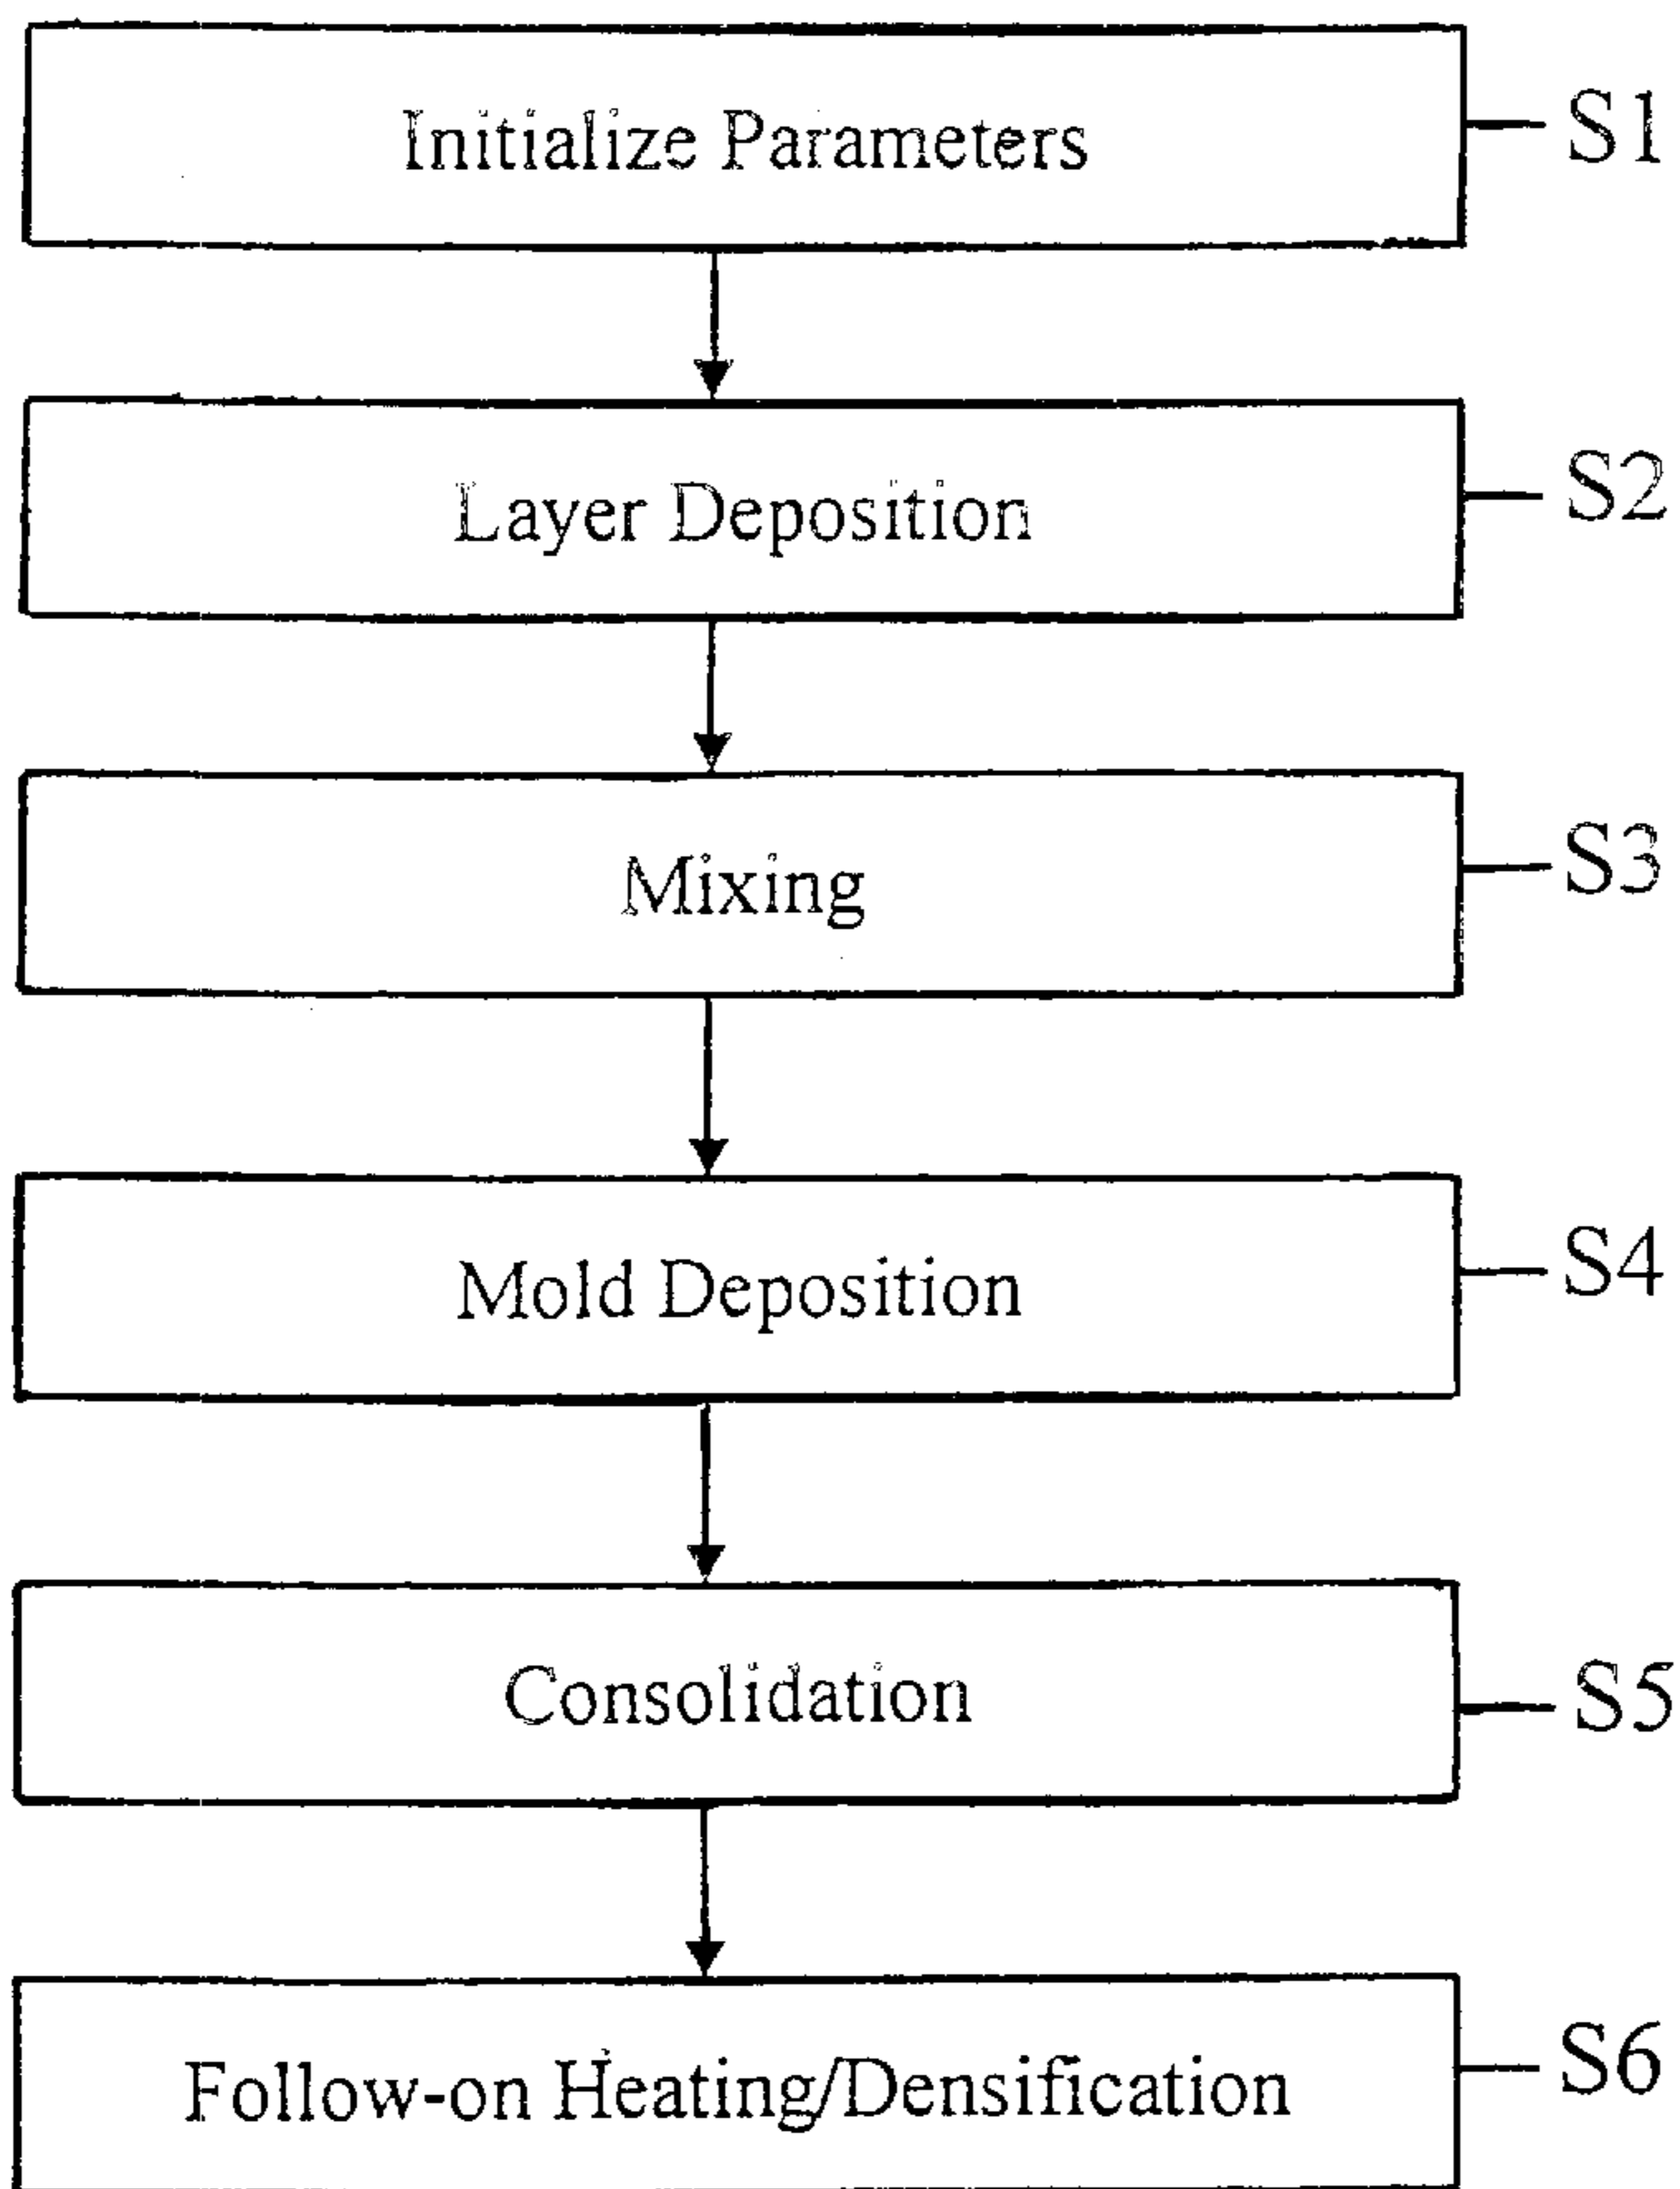 Initialize Parameters
S1
Layer Deposition
S2
Mixing
S3
Mold Deposition
S4
Consolidation
S5
Follow-on Heating/Densification
S6